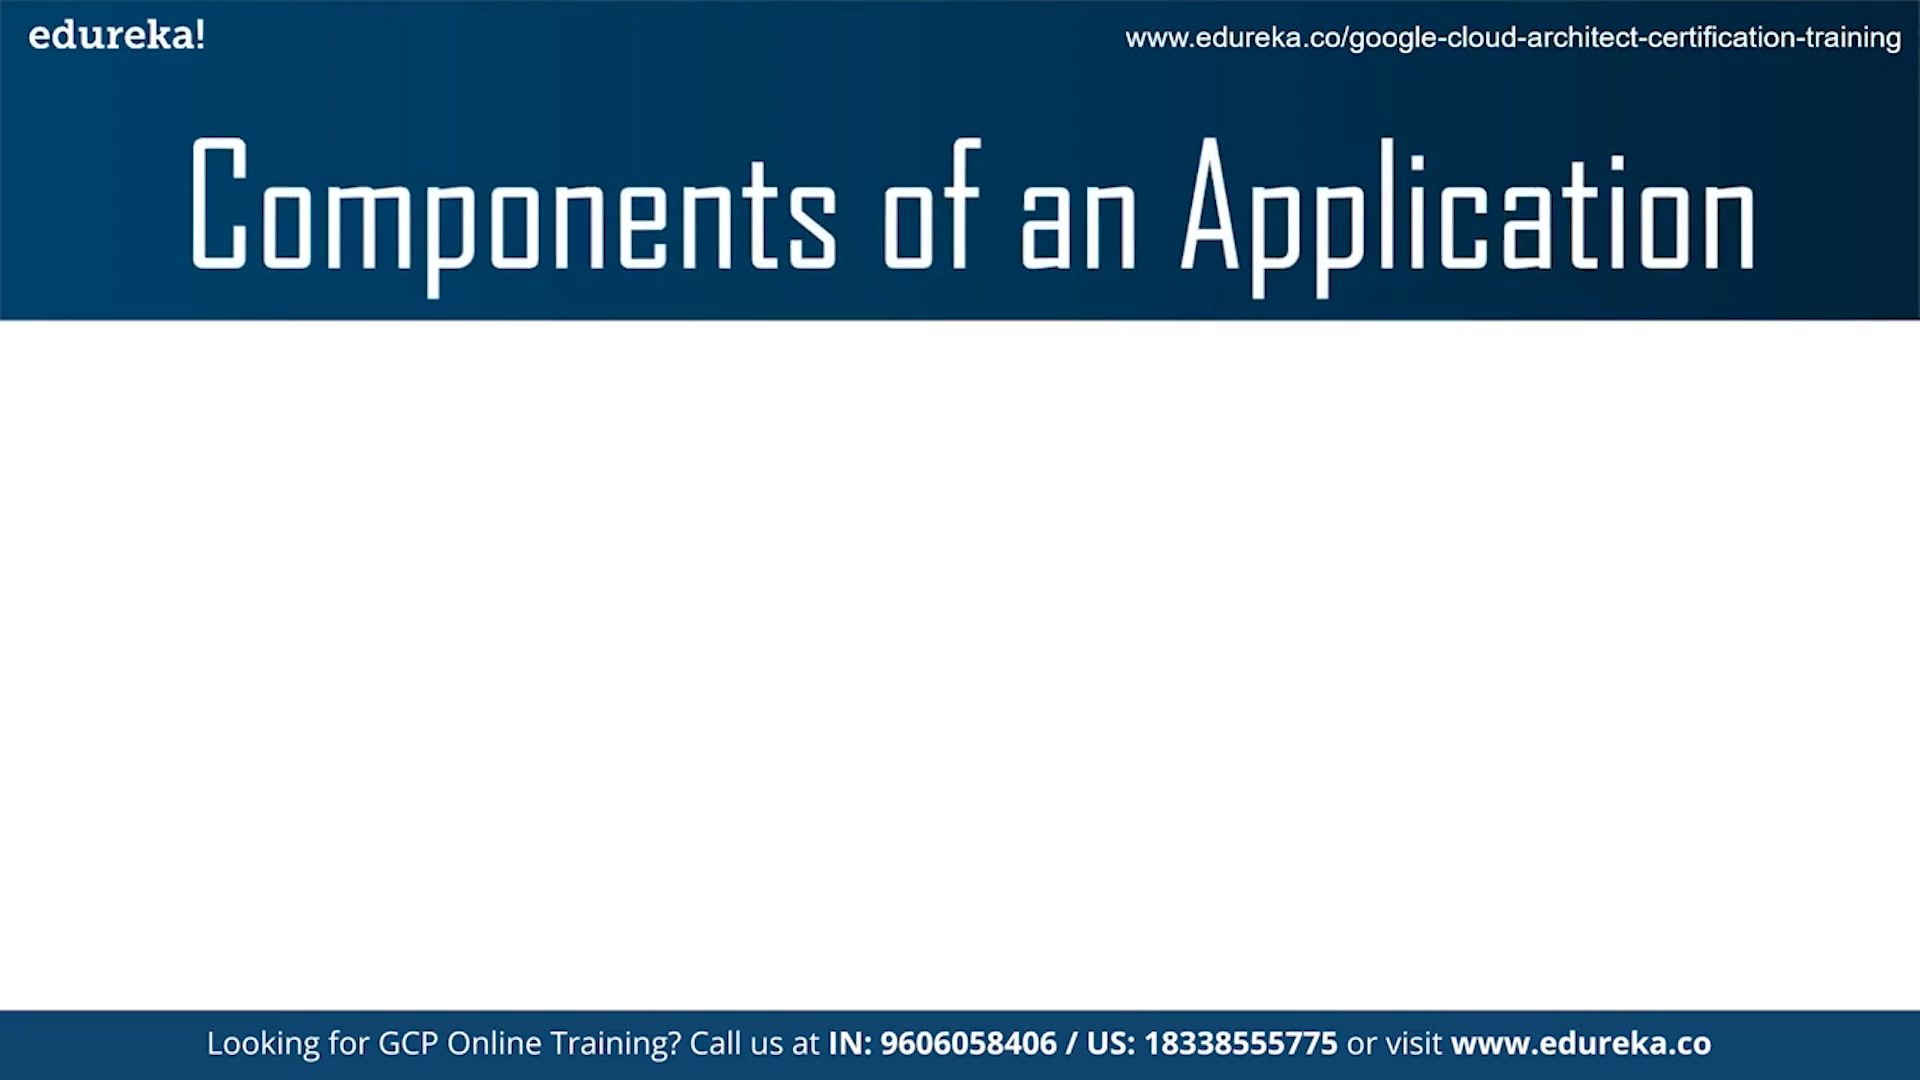 edureka!
www.edureka.co/google-cloud-architect-certification-training
Components of an Application
Looking for GCP Online Training? Call us at IN: 9606058406 / US: 18338555775 or visit www.edureka.co